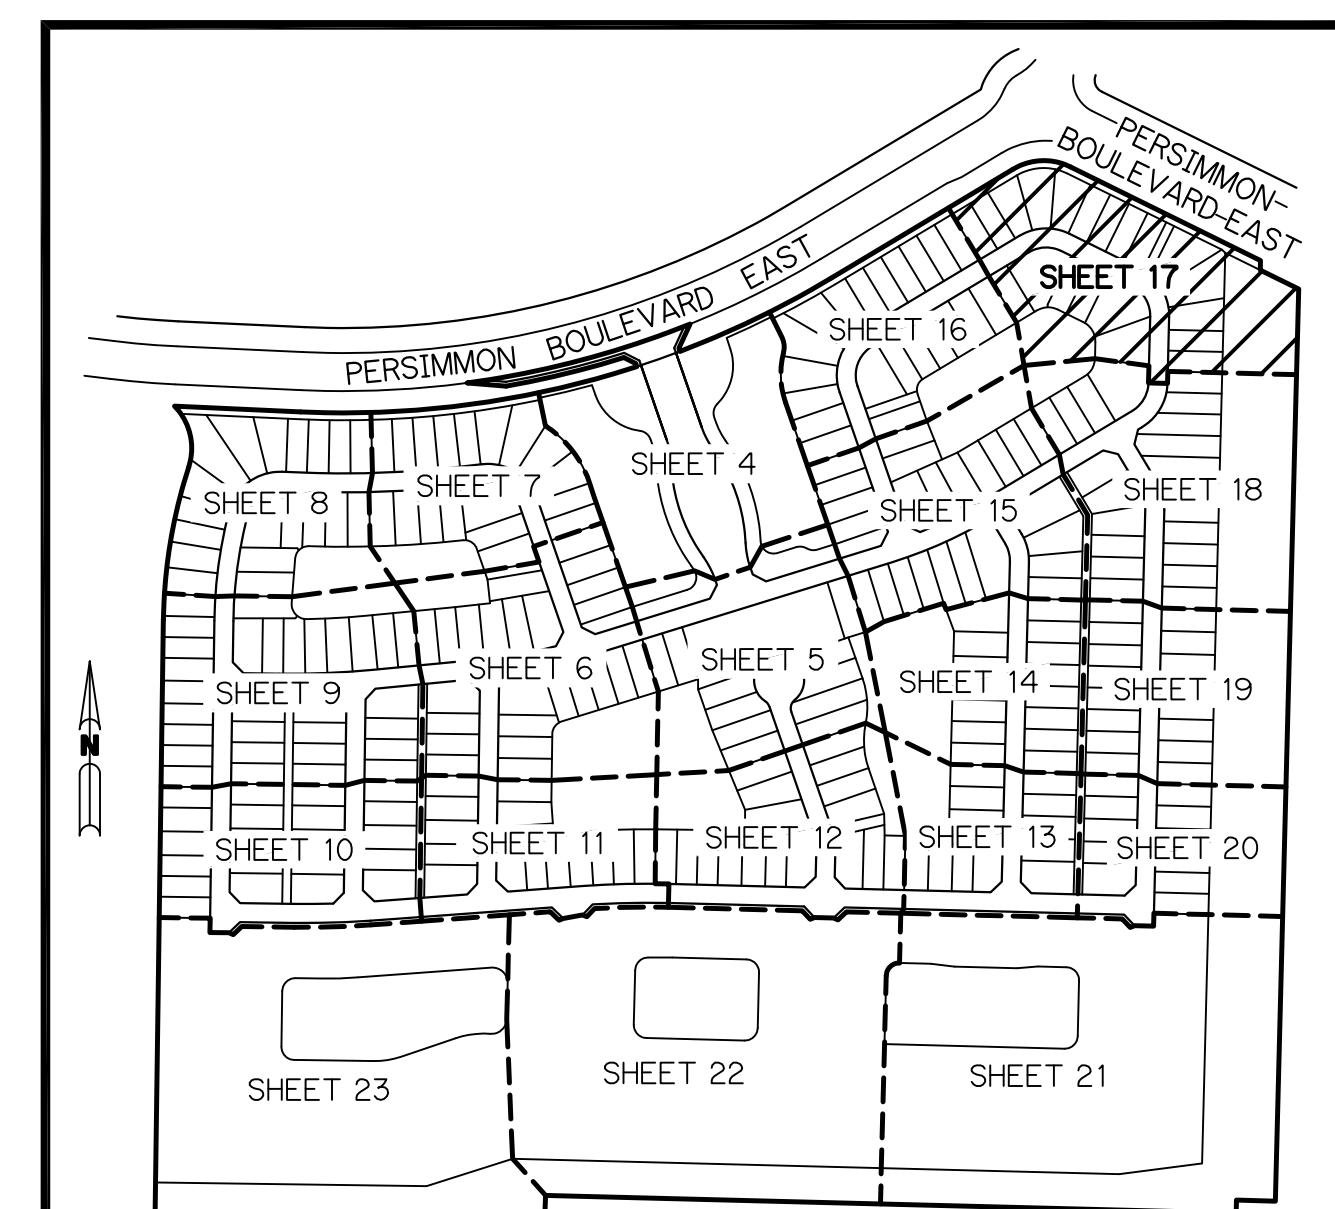 PERSIMMON
BOULEVARD EAST
PERSIMMON BOULEVARD EAST
SHEET 17
SHEET 16
SHEET 4
SHEET 7
SHEET 8
SHEET 18
SHEET 15
SHEET 5
SHEET 6
SHEET 14
SHEET 9
SHEET 19
N
SHEET 10
SHEET 11
SHEET 12
SHEET 13
SHEET 20
SHEET 23
SHEET 22
SHEET 21